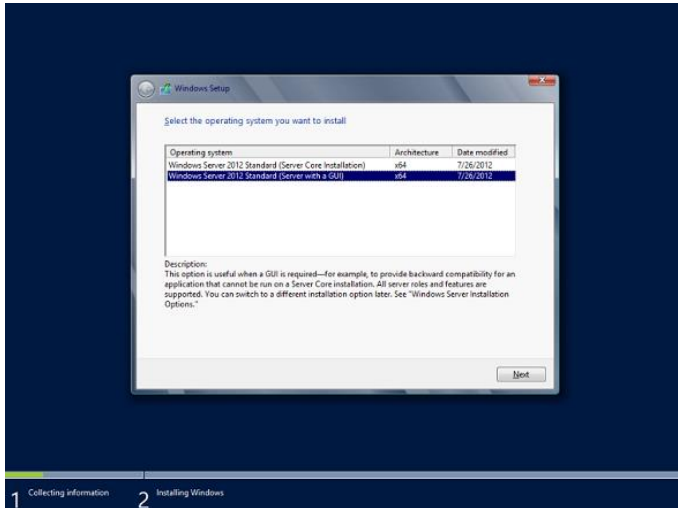 Windows Setup
Select the operating system you want to install
Operating system Architecture Date modified
Windows Server 2012 Standard (Server Core Installation) x64 7/26/2012
Windows Server 2012 Standard (Server with a GUI) x64 7/26/2012
Description:
This option is useful when a GUI is required—for example, to provide backward compatibility for an
application that cannot be run on a Server Core installation. All server roles and features are
supported. You can switch to a different installation option later. See "Windows Server Installation
Options."
Next
1 Collecting information 2 Installing Windows